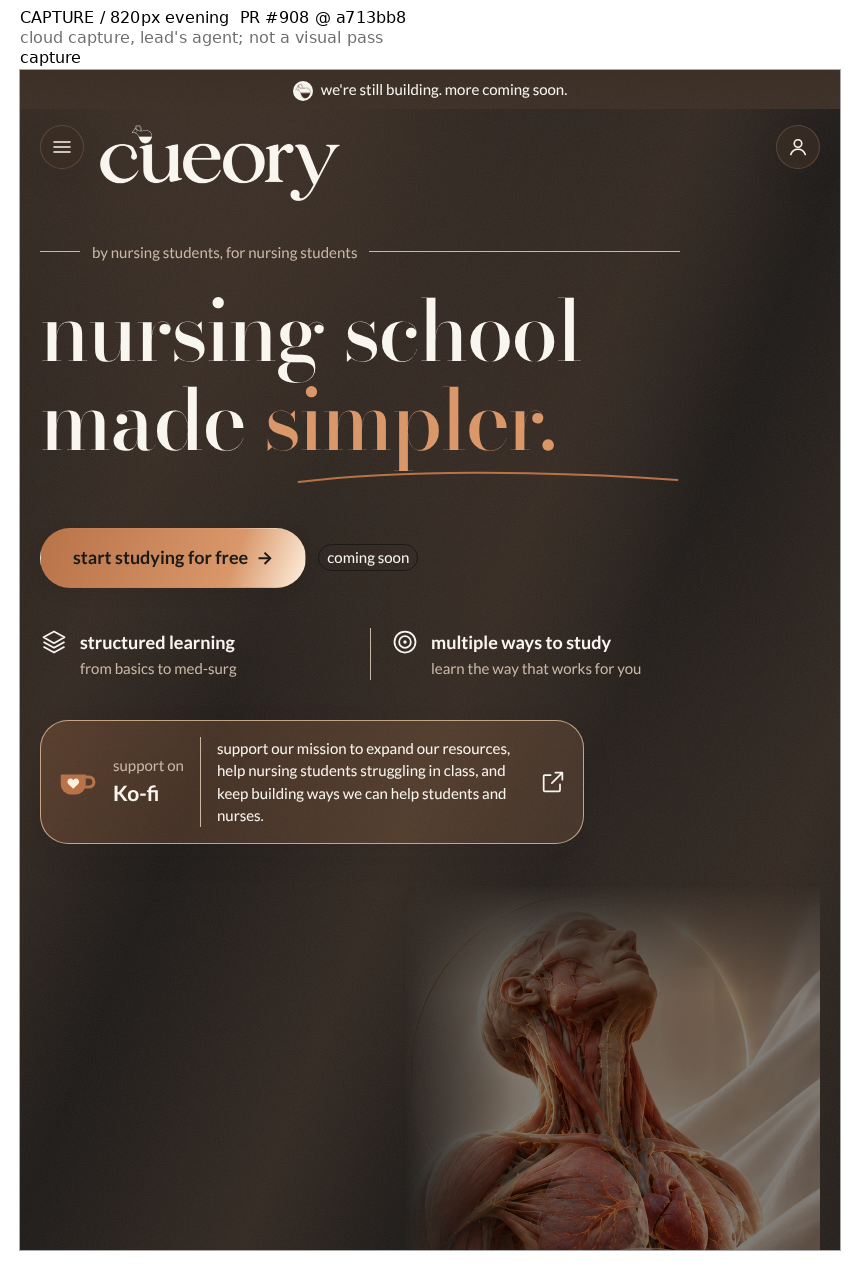 CAPTURE / 820px evening  PR #908 @ a713bb8
cloud capture, lead's agent; not a visual pass
capture
we're still building. more coming soon.
cueory
by nursing students, for nursing students
nursing school
made simpler.
start studying for free →
coming soon
structured learning
from basics to med-surg
multiple ways to study
learn the way that works for you
support on
Ko-fi
support our mission to expand our resources,
help nursing students struggling in class, and
keep building ways we can help students and
nurses.